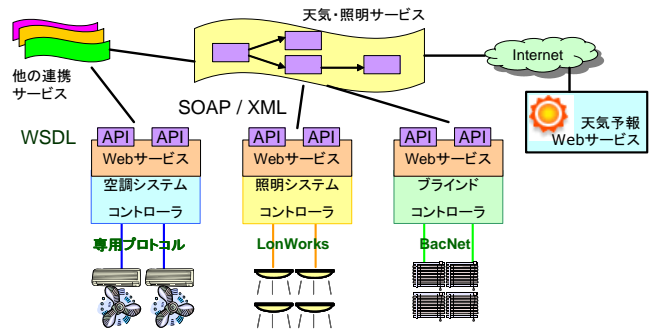 天気・照明サービス
他の連携
サービス
Internet
天気予報
Webサービス
SOAP / XML
WSDL
API API
API API
API API
Webサービス
Webサービス
Webサービス
空調システム
コントローラ
照明システム
コントローラ
ブラインド
コントローラ
専用プロトコル
LonWorks
BacNet